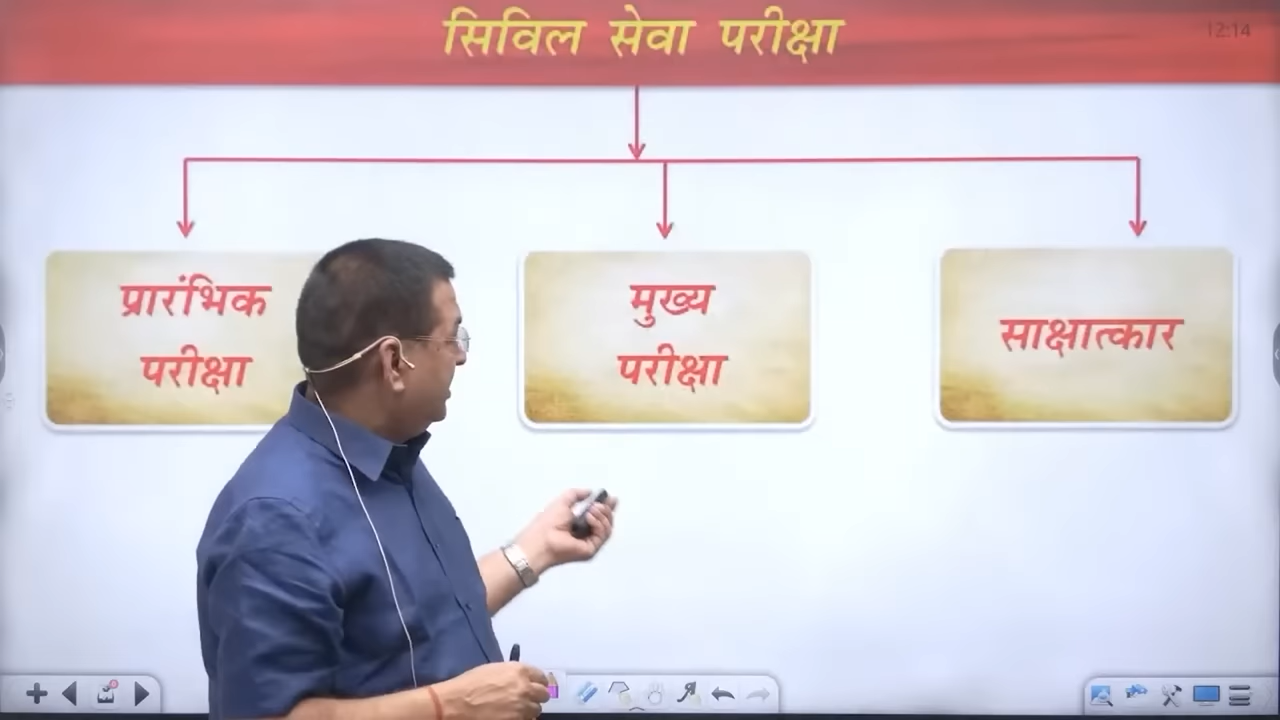 सिविल सेवा परीक्षा
12:14
प्रारंभिक
परीक्षा
मुख्य
परीक्षा
साक्षात्कार